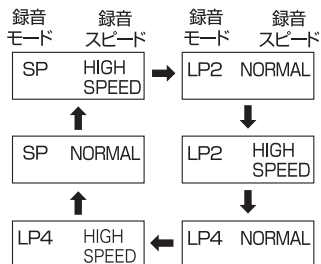 録音 録音 録音 録音
モード スピード モード スピード
SP HIGH LP2 NORMAL
SPEED
SP NORMAL LP2 HIGH
SPEED
LP4 HIGH LP4 NORMAL
SPEED